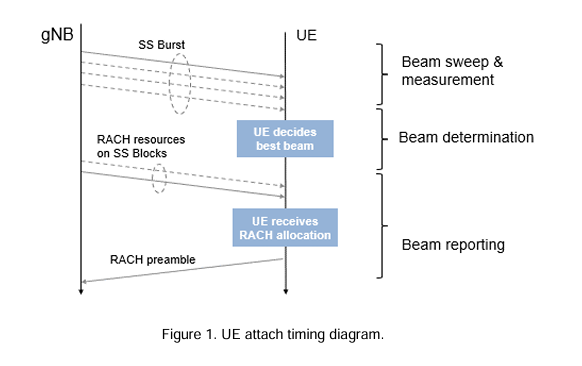 gNB
UE
SS Burst
Beam sweep &
measurement
UE decides
best beam
Beam determination
RACH resources
on SS Blocks
UE receives
RACH allocation
Beam reporting
RACH preamble
Figure 1. UE attach timing diagram.